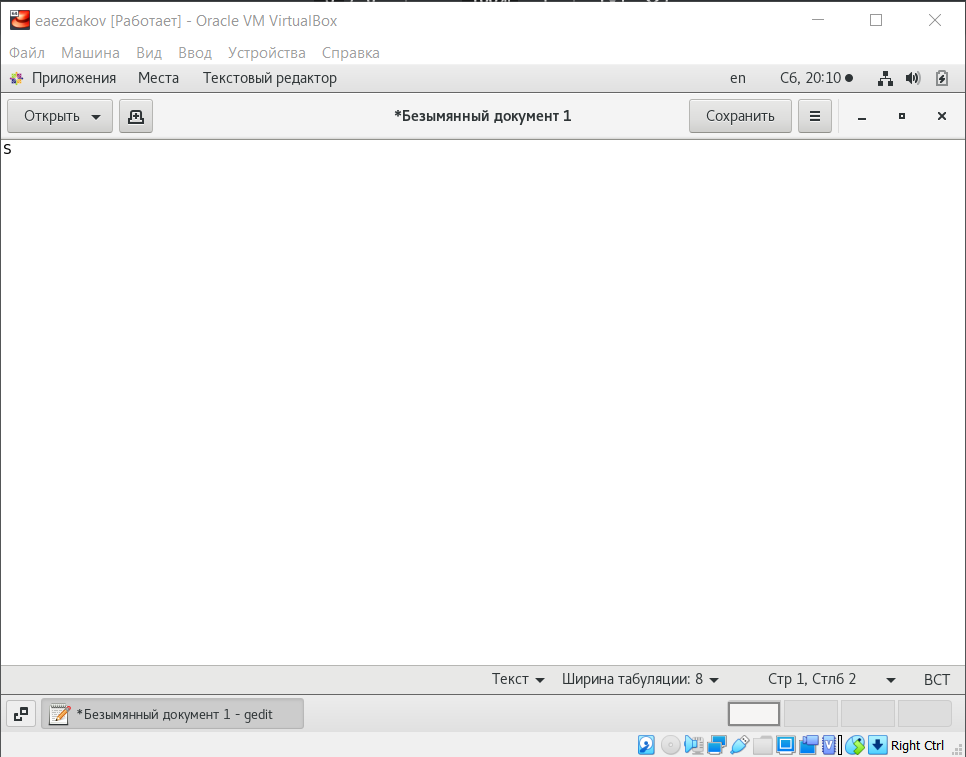 eaezdakov [Работает] - Oracle VM VirtualBox
Файл Машина Вид Ввод Устройства Справка
Приложения Места Текстовый редактор en Сб, 20:10
Открыть *Безымянный документ 1 Сохранить
S
Текст Ширина табуляции: 8 Стр 1, Стлб 2 ВСТ
*Безымянный документ 1 - gedit
Right Ctrl